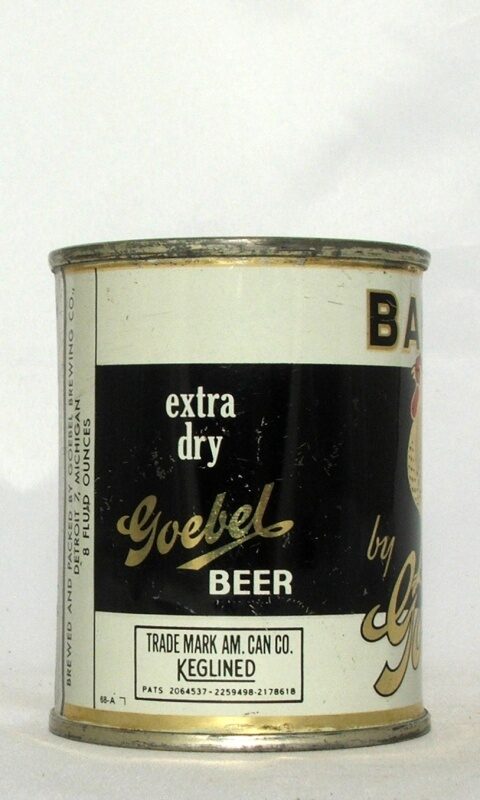 BREWED AND PACKED BY GOEBEL BREWING CO.,
DETROIT 7, MICHIGAN
8 FLUID OUNCES
extra
dry
Goebel
BEER
TRADE MARK AM. CAN CO.
KEGLINED
PATS 2064537-2259498-2178618
68-A
BA
by